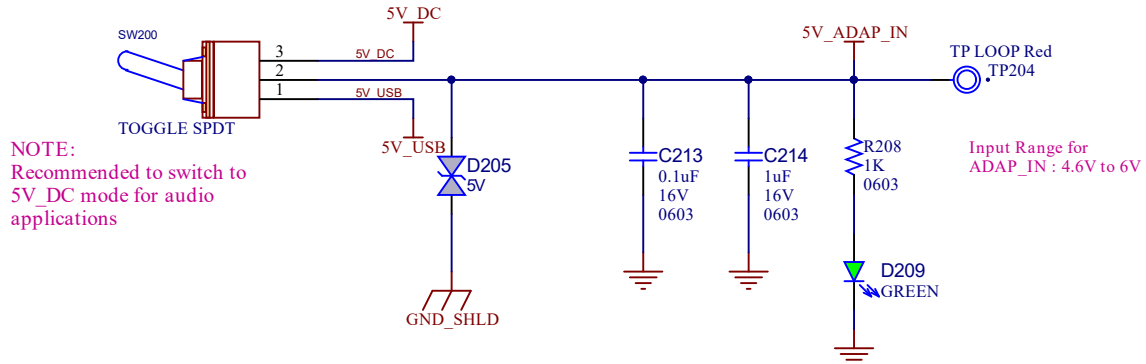 5V_DC
5V_ADAP_IN
SW200
3
5V_DC
TP LOOP Red
TP204
2
1
5V_USB
TOGGLE SPDT
5V_USB
NOTE:
Recommended to switch to
5V_DC mode for audio
applications
D205
5V
C213
0.1uF
16V
0603
C214
1uF
16V
0603
R208
1K
0603
Input Range for
ADAP_IN : 4.6V to 6V
D209
GREEN
GND_SHLD